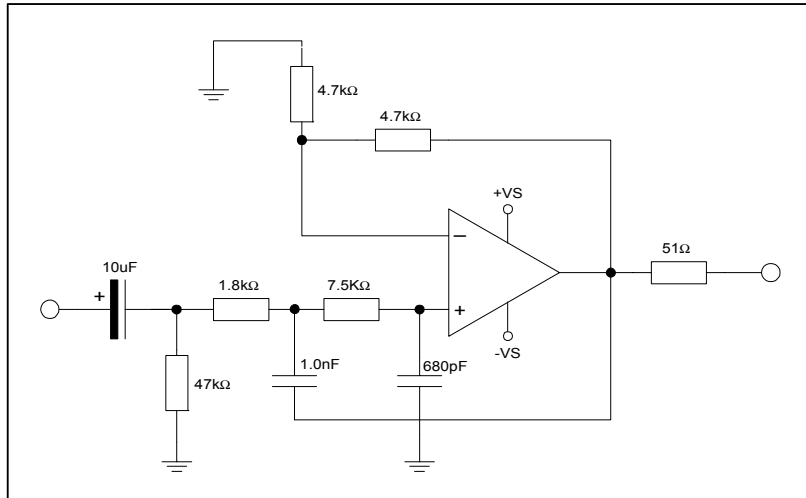 4.7kΩ
4.7kΩ
+VS
51Ω
−
10uF
+
1.8kΩ
7.5KΩ
+
-VS
1.0nF
680pF
47kΩ